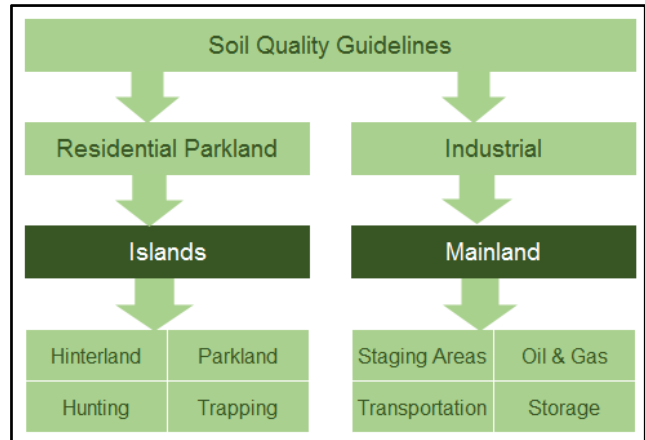 Soil Quality Guidelines
Residential Parkland
Industrial
Islands
Mainland
Hinterland
Parkland
Staging Areas
Oil & Gas
Hunting
Trapping
Transportation
Storage